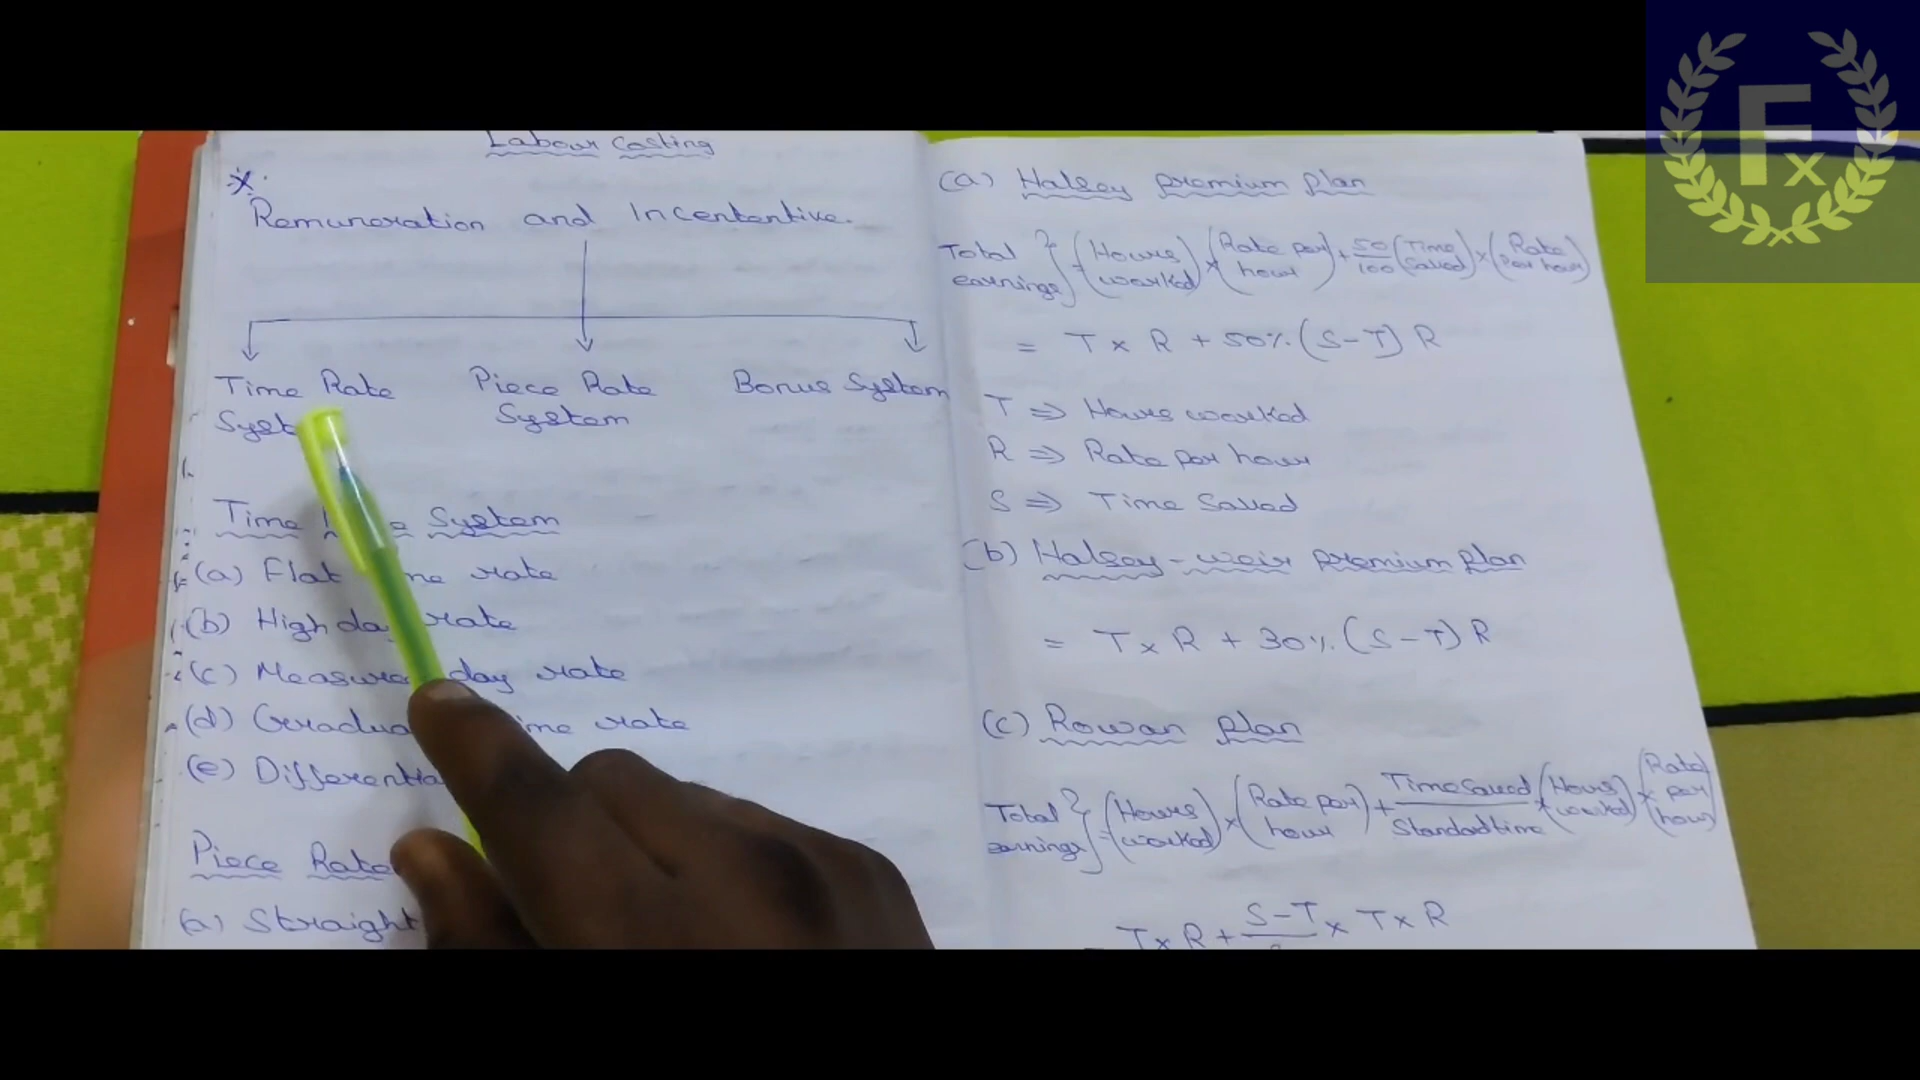 Labour Costing
Remuneration and Incententive.
Time Rate Piece Rate Bonus System
System
Time System
(a) Flat rate
(b) High day rate
(c) day rate
(d) rate
(e)
Piece Rate
(a) Straight
(a) Halsey premium plan
Total earnings } = (Hours worked) × (Rate per hour) + 50/100 (Time Saved) × (Rate Per hour)
= T × R + 50% (S-T) R
T ⇒ Hours worked
R ⇒ Rate per hour
S ⇒ Time Saved
(b) Halsey - weir premium plan
= T × R + 30% (S-T) R
(c) Rowan plan
Total earnings } = (Hours worked) × (Rate per hour) + Time Saved / Standard time × (Hours worked) × (Rate per hour)
T × R + S-T × T × R
Fx